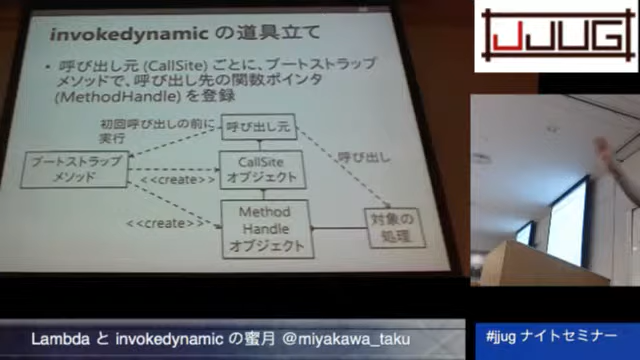 invokedynamic の道具立て
• 呼び出し元 (CallSite) ごとに、ブートストラップ
メソッドで、呼び出し先の関数ポインタ
(MethodHandle) を登録
初回呼び出しの前に
実行
呼び出し元
呼び出し
ブートストラップ
メソッド
<<create>>
CallSite
オブジェクト
<<create>>
Method
Handle
オブジェクト
対象の
処理
JJUG
Lambda と invokedynamic の蜜月 @miyakawa_taku
#jjug ナイトセミナー